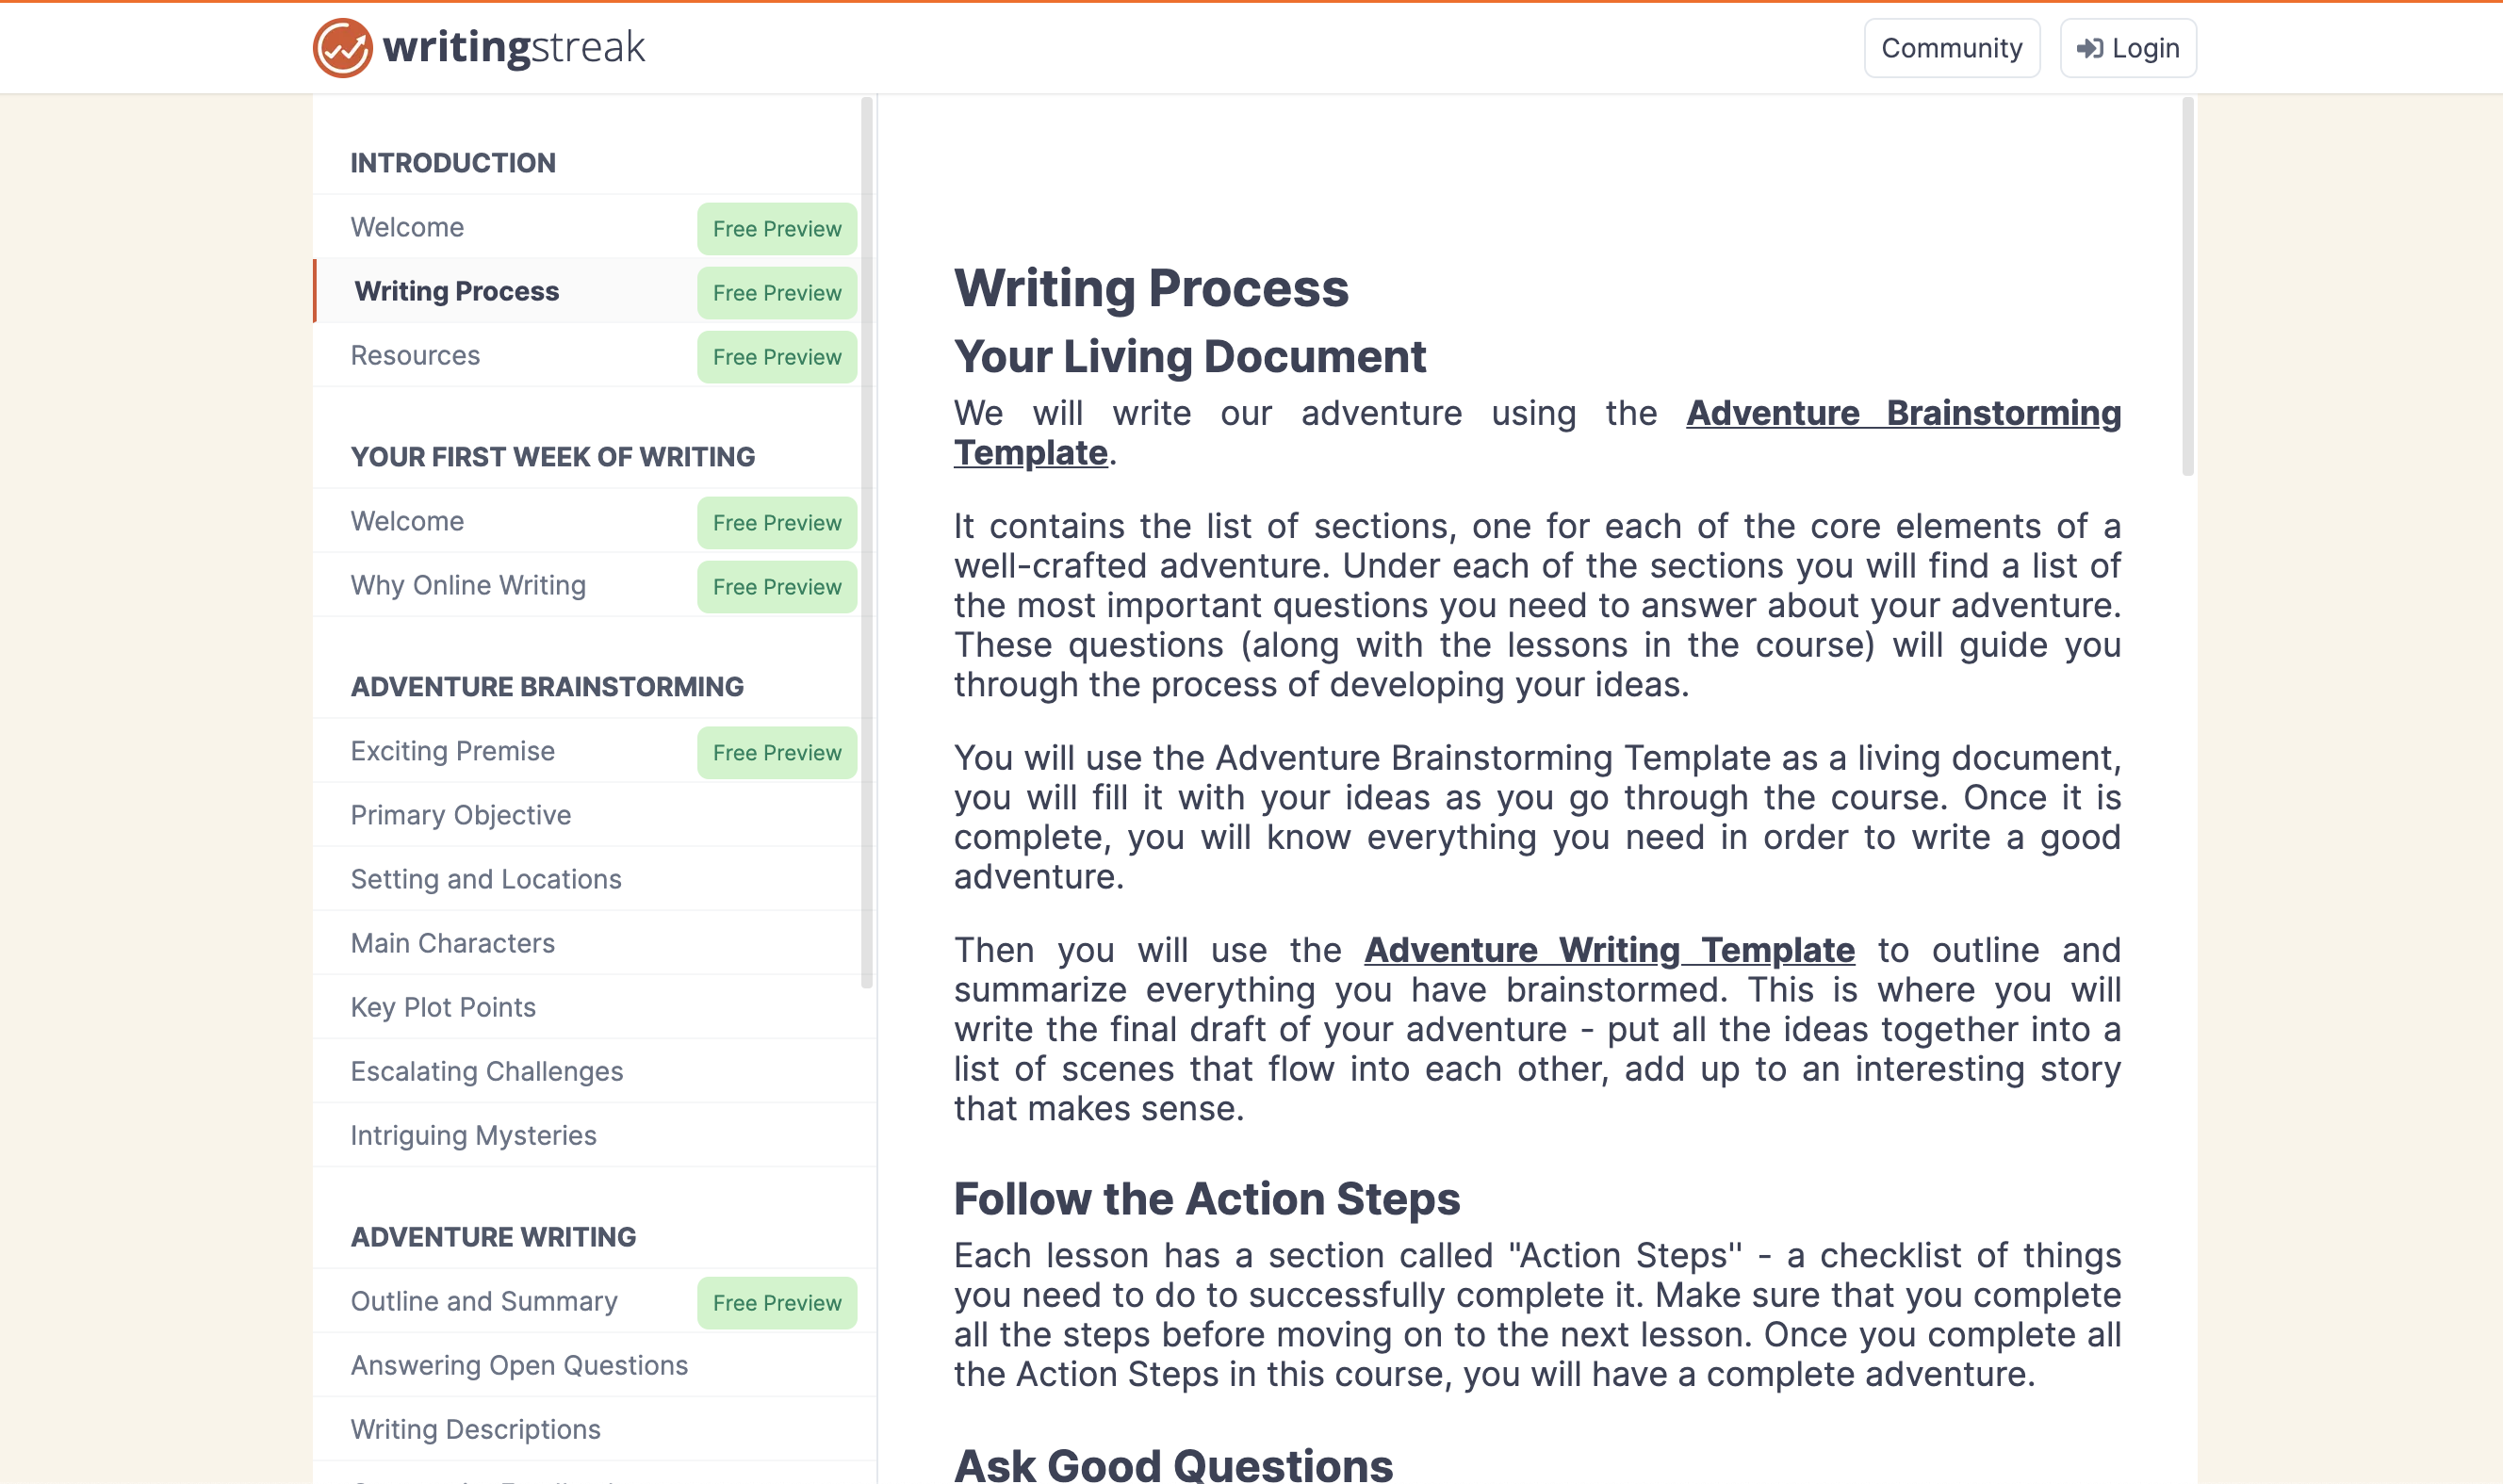 writingstreak
Community
Login
INTRODUCTION
Welcome
Free Preview
Writing Process
Free Preview
Resources
Free Preview
YOUR FIRST WEEK OF WRITING
Welcome
Free Preview
Why Online Writing
Free Preview
ADVENTURE BRAINSTORMING
Exciting Premise
Free Preview
Primary Objective
Setting and Locations
Main Characters
Key Plot Points
Escalating Challenges
Intriguing Mysteries
ADVENTURE WRITING
Outline and Summary
Free Preview
Answering Open Questions
Writing Descriptions
Writing Process
Your Living Document
We will write our adventure using the Adventure Brainstorming
Template.
It contains the list of sections, one for each of the core elements of a
well-crafted adventure. Under each of the sections you will find a list of
the most important questions you need to answer about your adventure.
These questions (along with the lessons in the course) will guide you
through the process of developing your ideas.
You will use the Adventure Brainstorming Template as a living document,
you will fill it with your ideas as you go through the course. Once it is
complete, you will know everything you need in order to write a good
adventure.
Then you will use the Adventure Writing Template to outline and
summarize everything you have brainstormed. This is where you will
write the final draft of your adventure - put all the ideas together into a
list of scenes that flow into each other, add up to an interesting story
that makes sense.
Follow the Action Steps
Each lesson has a section called "Action Steps" - a checklist of things
you need to do to successfully complete it. Make sure that you complete
all the steps before moving on to the next lesson. Once you complete all
the Action Steps in this course, you will have a complete adventure.
Ask Good Questions